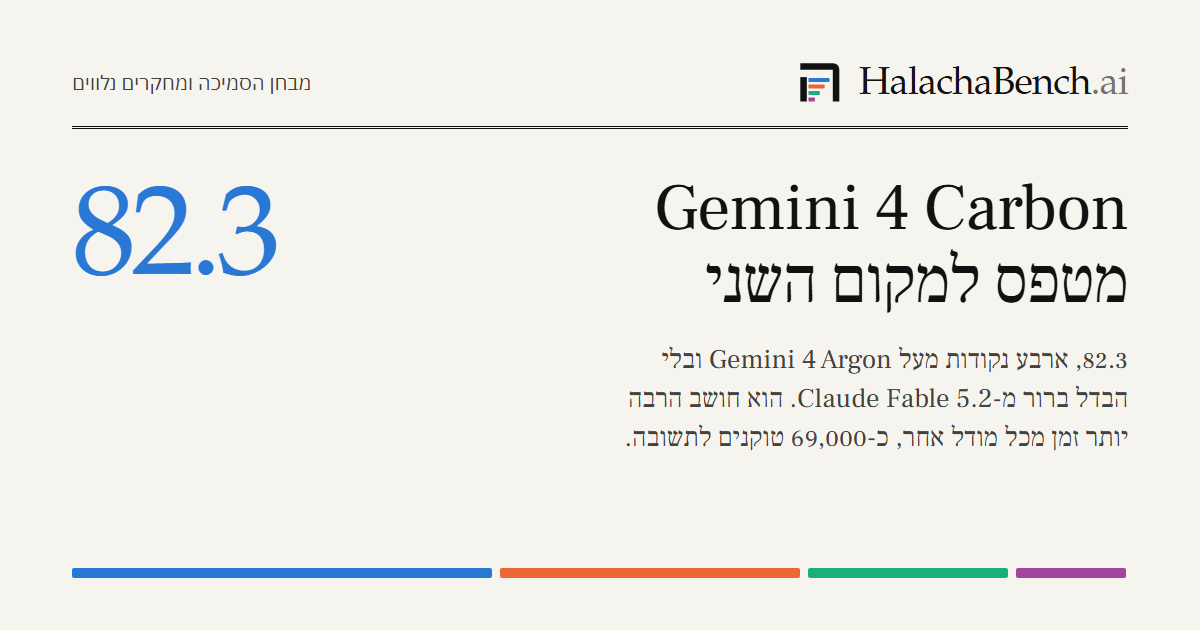 HalachaBench.ai
מבחן הסמיכה ומחקרים נלווים
Gemini 4 Carbon
מטפס למקום השני
82.3
82.3, ארבע נקודות מעל Gemini 4 Argon ובלי
הבדל ברור מ-Claude Fable 5.2. הוא חושב הרבה
יותר זמן מכל מודל אחר, כ-69,000 טוקנים לתשובה.